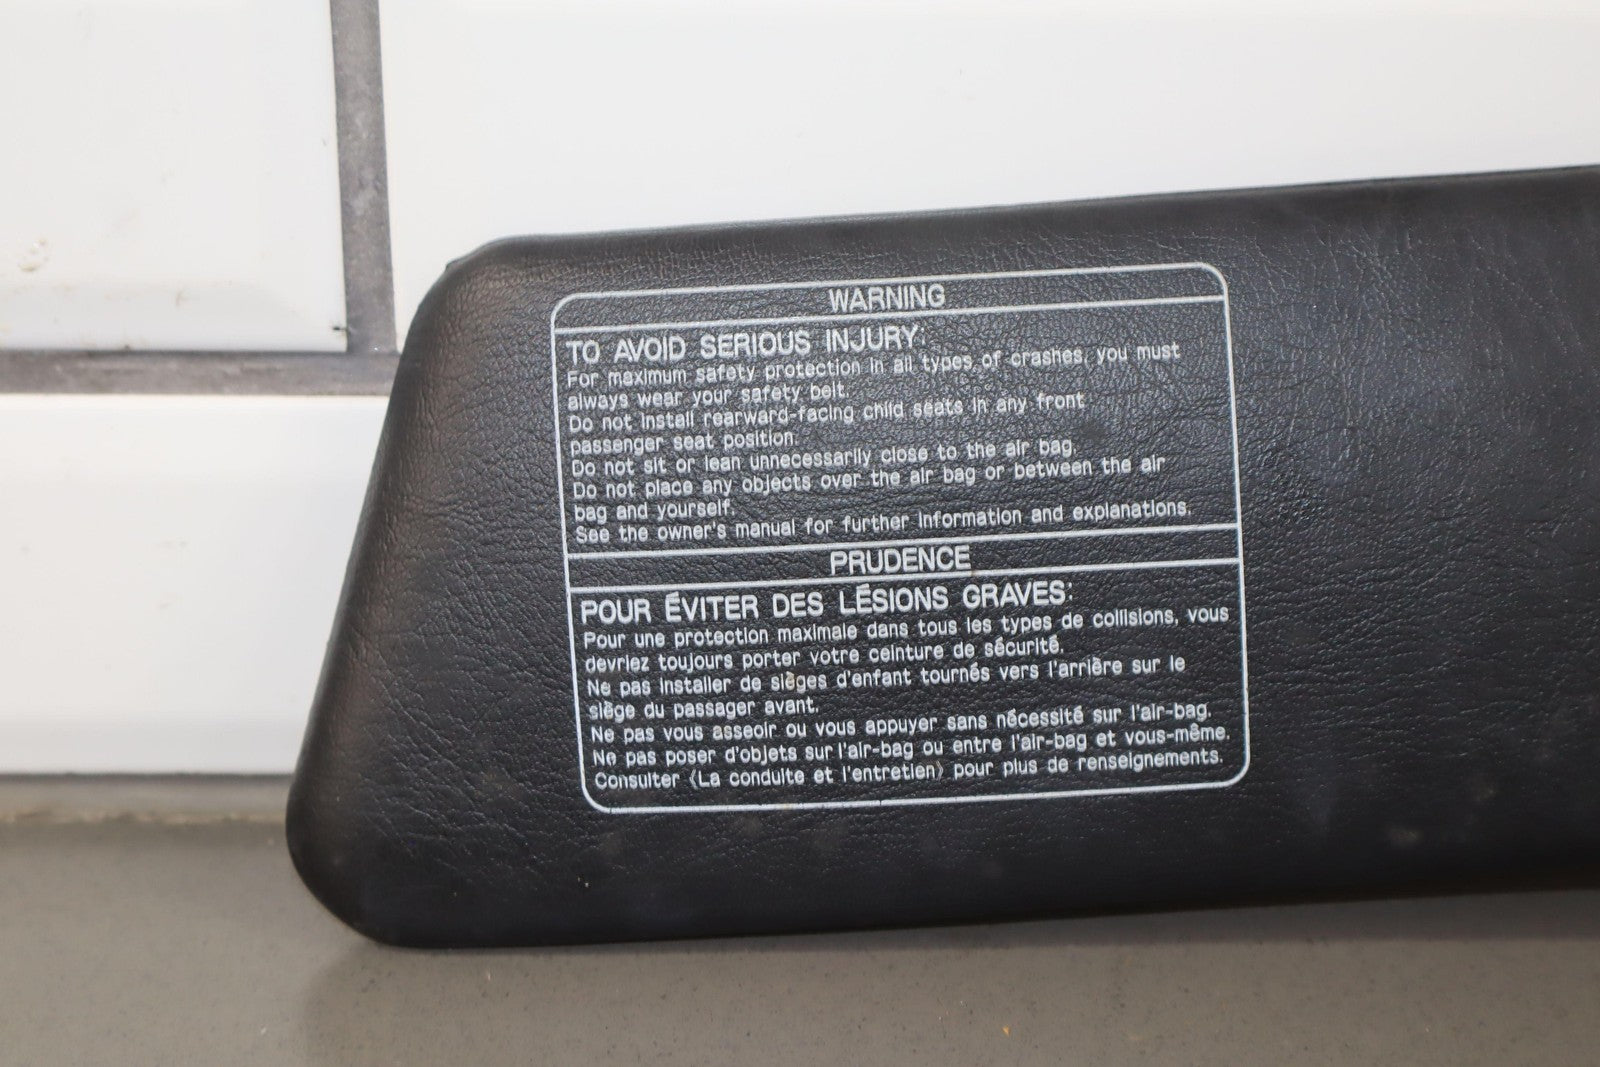 WARNING
TO AVOID SERIOUS INJURY:
For maximum safety protection in all types of crashes, you must
always wear your safety belt.
Do not install rearward-facing child seats in any front
passenger seat position.
Do not sit or lean unnecessarily close to the air bag.
Do not place any objects over the air bag or between the air
bag and yourself.
See the owner's manual for further information and explanations.
PRUDENCE
POUR ÉVITER DES LÉSIONS GRAVES:
Pour une protection maximale dans tous les types de collisions, vous
devriez toujours porter votre ceinture de sécurité.
Ne pas installer de sièges d'enfant tournés vers l'arrière sur le
siège du passager avant.
Ne pas vous asseoir ou vous appuyer sans nécessité sur l'air-bag.
Ne pas poser d'objets sur l'air-bag ou entre l'air-bag et vous-même.
Consulter 〈La conduite et l'entretien〉 pour plus de renseignements.